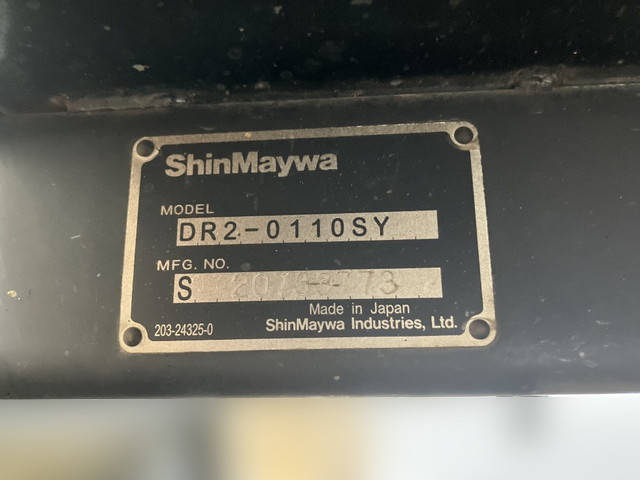 ShinMaywa
MODEL
DR2-0110SY
MFG. NO.
S
Made in Japan
203-24325-0
ShinMaywa Industries, Ltd.